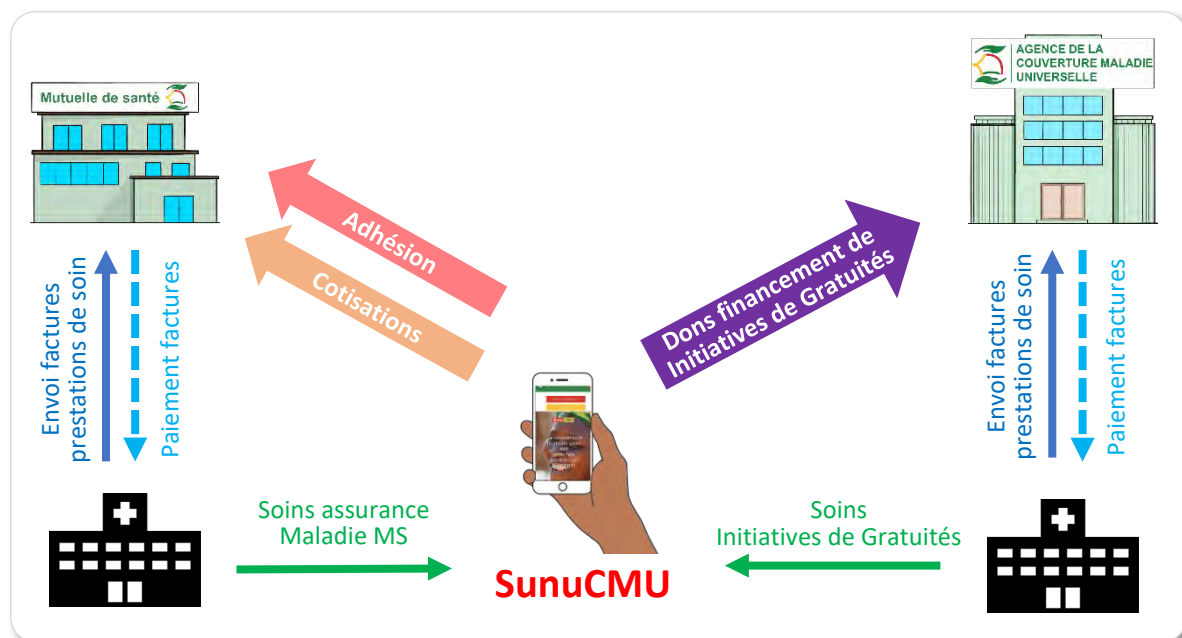 Mutuelle de santé
AGENCE DE LA
COUVERTURE MALADIE
UNIVERSELLE
Adhésion
Cotisations
Dons financement de
Initiatives de Gratuités
Envoi factures
prestations de soin
Paiement factures
Envoi factures
prestations de soin
Paiement factures
Soins assurance
Maladie MS
Soins
Initiatives de Gratuités
SunuCMU